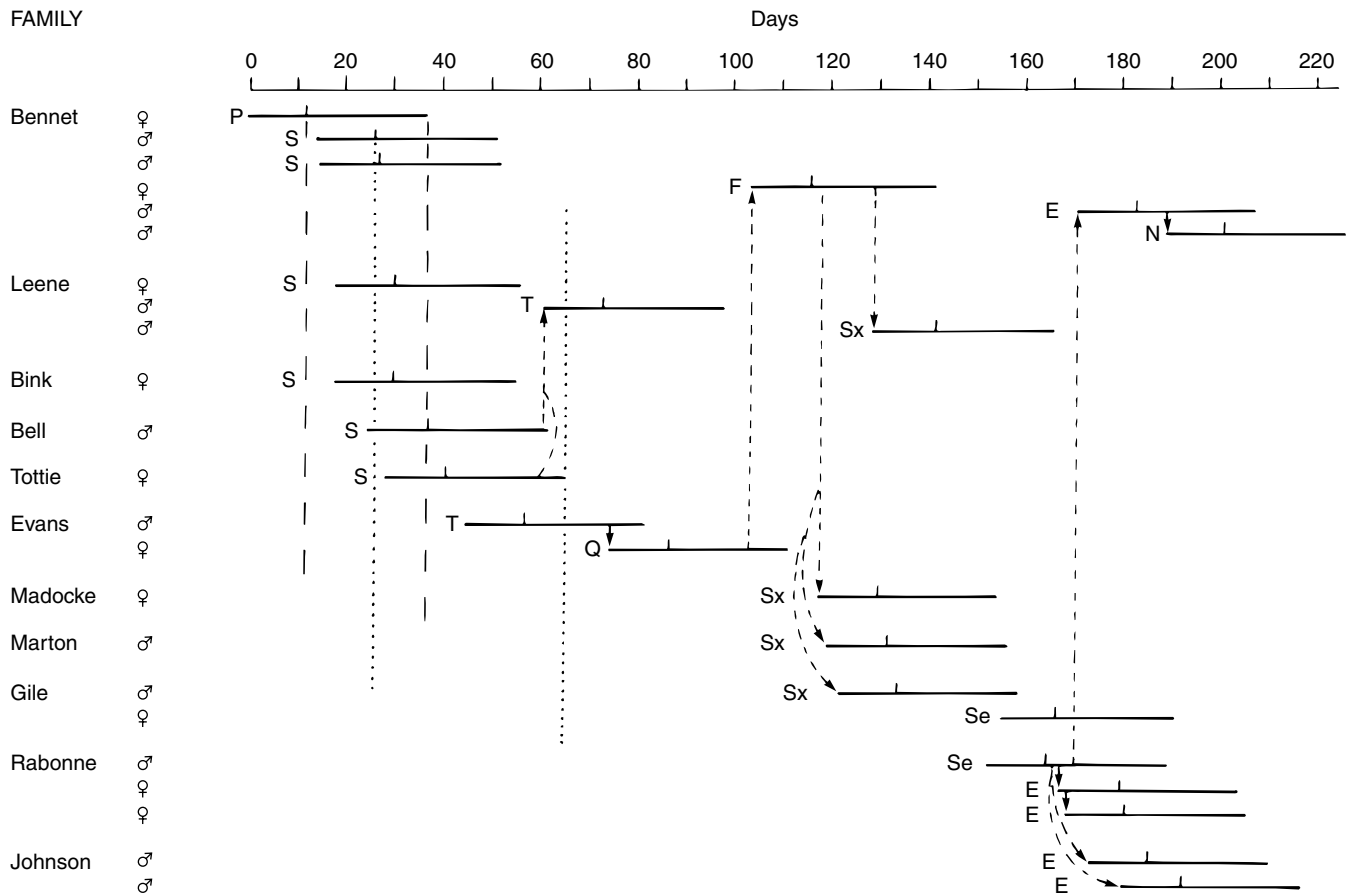 FAMILY Days
0 20 40 60 80 100 120 140 160 180 200 220
Bennet ♀ P
♂ S
♂ S
♀ F
♂ E
♂ N
Leene ♀ S
♂ T
♂ Sx
Bink ♀ S
Bell ♂ S
Tottie ♀ S
Evans ♂ T
♀ Q
Madocke ♀ Sx
Marton ♂ Sx
Gile ♂ Sx
♀ Se
Rabonne ♂ Se
♀ E
♀ E
Johnson ♂ E
♂ E